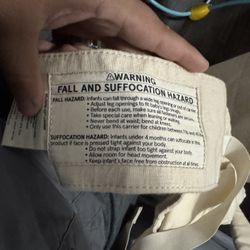 ⚠WARNING
FALL AND SUFFOCATION HAZARD
FALL HAZARD: Infants can fall through a wide leg opening or out of carrier.
• Adjust leg openings to fit baby's legs snugly.
• Before each use, make sure all fasteners are secure.
• Take special care when leaning or walking.
• Never bend at waist; bend at knees.
• Only use this carrier for children between 7 lbs and 45 lbs.
SUFFOCATION HAZARD: Infants under 4 months can suffocate in this
product if face is pressed tight against your body.
• Do not strap infant too tight against your body.
• Allow room for head movement.
• Keep infant's face free from obstruction at all times.